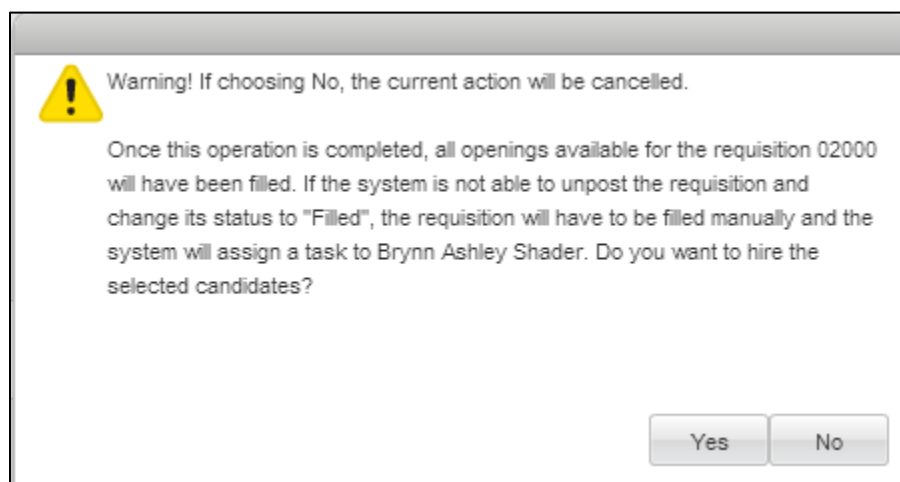 Warning! If choosing No, the current action will be cancelled.
Once this operation is completed, all openings available for the requisition 02000
will have been filled. If the system is not able to unpost the requisition and
change its status to "Filled", the requisition will have to be filled manually and the
system will assign a task to Brynn Ashley Shader. Do you want to hire the
selected candidates?
Yes No